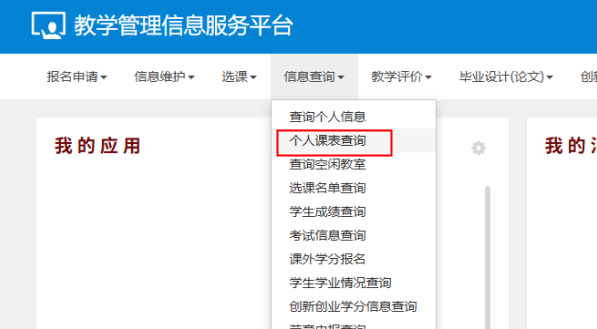 教学管理信息服务平台
报名申请 信息维护 选课 信息查询 教学评价 毕业设计(论文)
我的应用
查询个人信息
个人课表查询
查询空闲教室
选课名单查询
学生成绩查询
考试信息查询
课外学分报名
学生学业情况查询
创新创业学分信息查询
我的